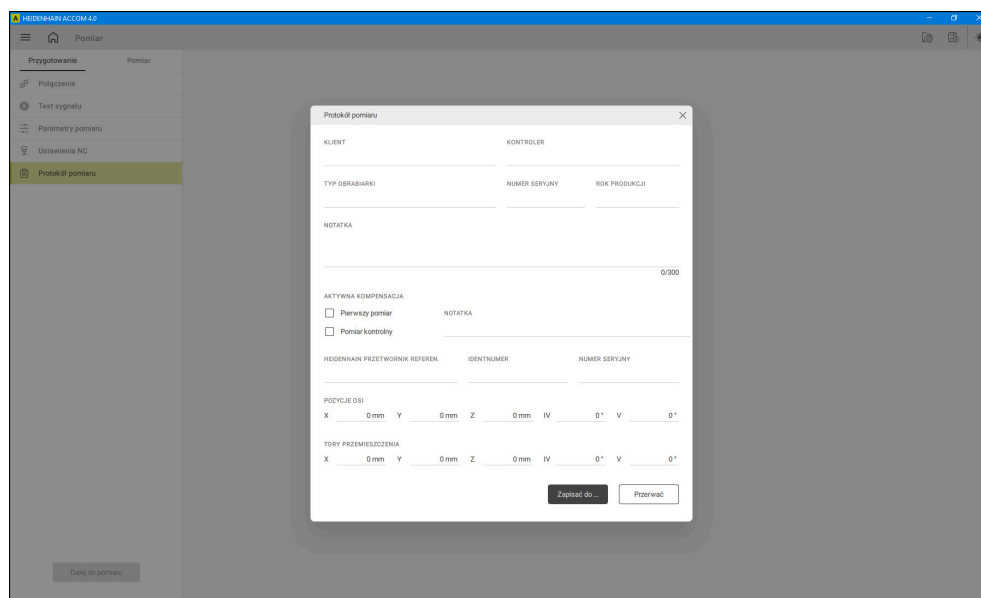 A HEIDENHAIN ACCOM 4.0
Pomiar
Przygotowanie Pomiar
Połączenie
Test sygnału
Parametry pomiaru
Ustawienia NC
Protokół pomiaru
Dalej do pomiaru
Protokół pomiaru
KLIENT KONTROLER
TYP OBRABIARKI NUMER SERYJNY ROK PRODUKCJI
NOTATKA
0/300
AKTYWNA KOMPENSACJA
Pierwszy pomiar NOTATKA
Pomiar kontrolny
HEIDENHAIN PRZETWORNIK REFEREN. IDENTNUMER NUMER SERYJNY
POZYCJE OSI
X 0 mm Y 0 mm Z 0 mm IV 0° V 0°
TORY PRZEMIESZCZENIA
X 0 mm Y 0 mm Z 0 mm IV 0° V 0°
Zapisać do .. Przerwać